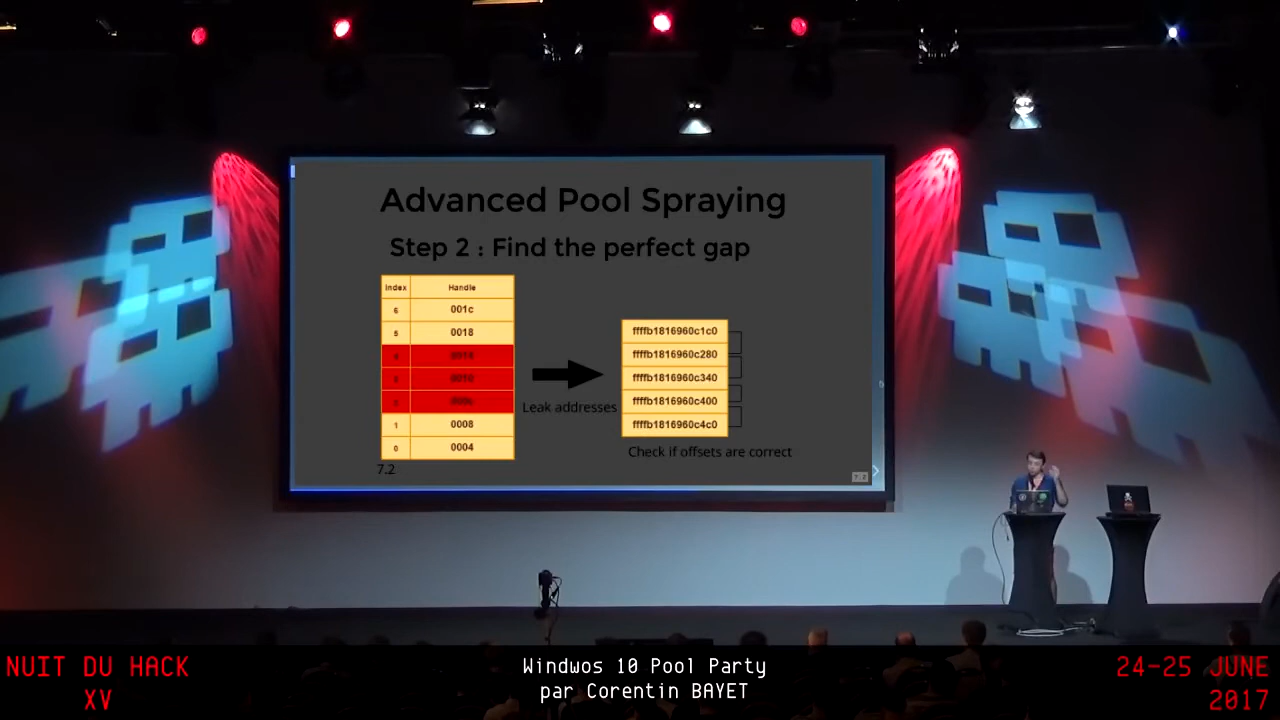 Advanced Pool Spraying
Step 2 : Find the perfect gap
Index Handle
6 001c
5 0018
1 0008
0 0004
Leak addresses
ffffb1816960c1c0
ffffb1816960c280
ffffb1816960c340
ffffb1816960c400
ffffb1816960c4c0
Check if offsets are correct
7.2
7.2
NUIT DU HACK
XV
Windwos 10 Pool Party
par Corentin BAYET
24-25 JUNE
2017